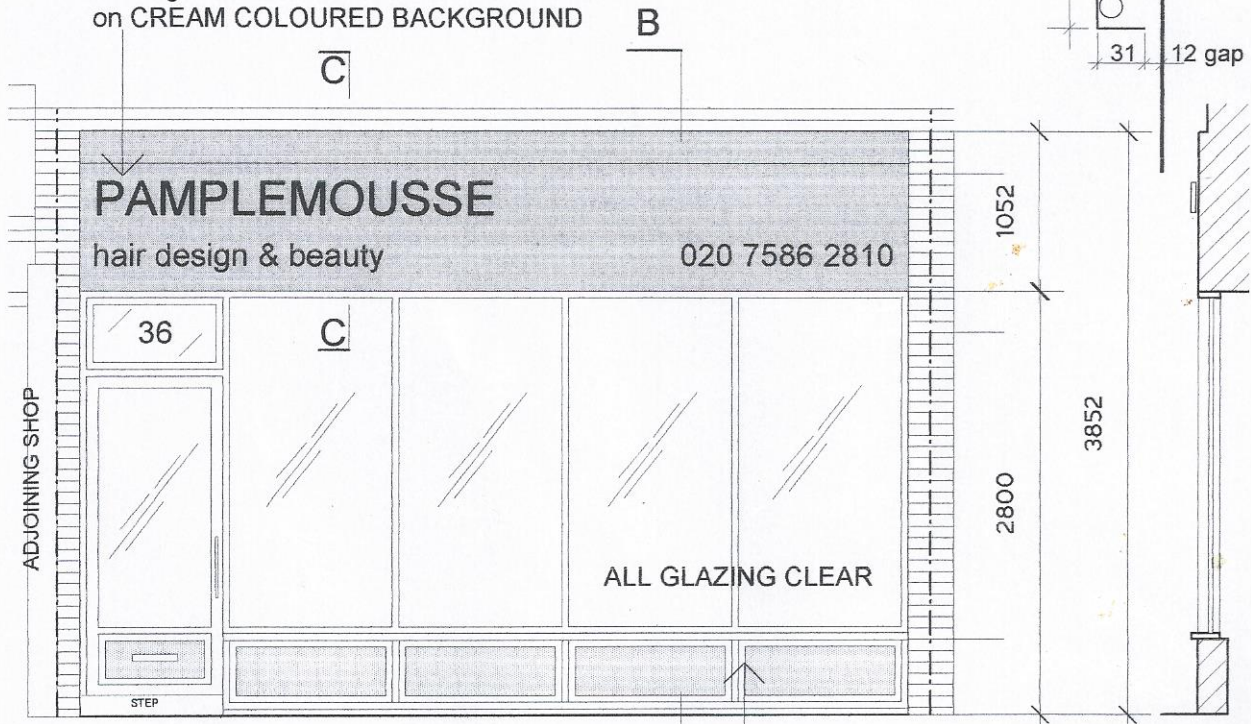 on CREAM COLOURED BACKGROUND
B
C
31
12 gap
PAMPLEMOUSSE
hair design & beauty
020 7586 2810
1052
36
C
3852
2800
ADJOINING SHOP
ALL GLAZING CLEAR
STEP